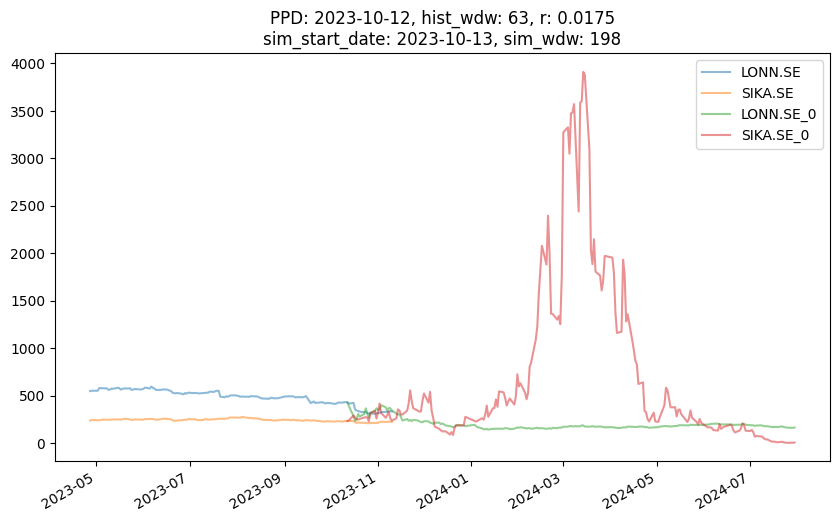 PPD: 2023-10-12, hist_wdw: 63, r: 0.0175
sim_start_date: 2023-10-13, sim_wdw: 198
LONN.SE
SIKA.SE
LONN.SE_0
SIKA.SE_0
4000
3500
3000
2500
2000
1500
1000
500
0
2023-05
2023-07
2023-09
2023-11
2024-01
2024-03
2024-05
2024-07